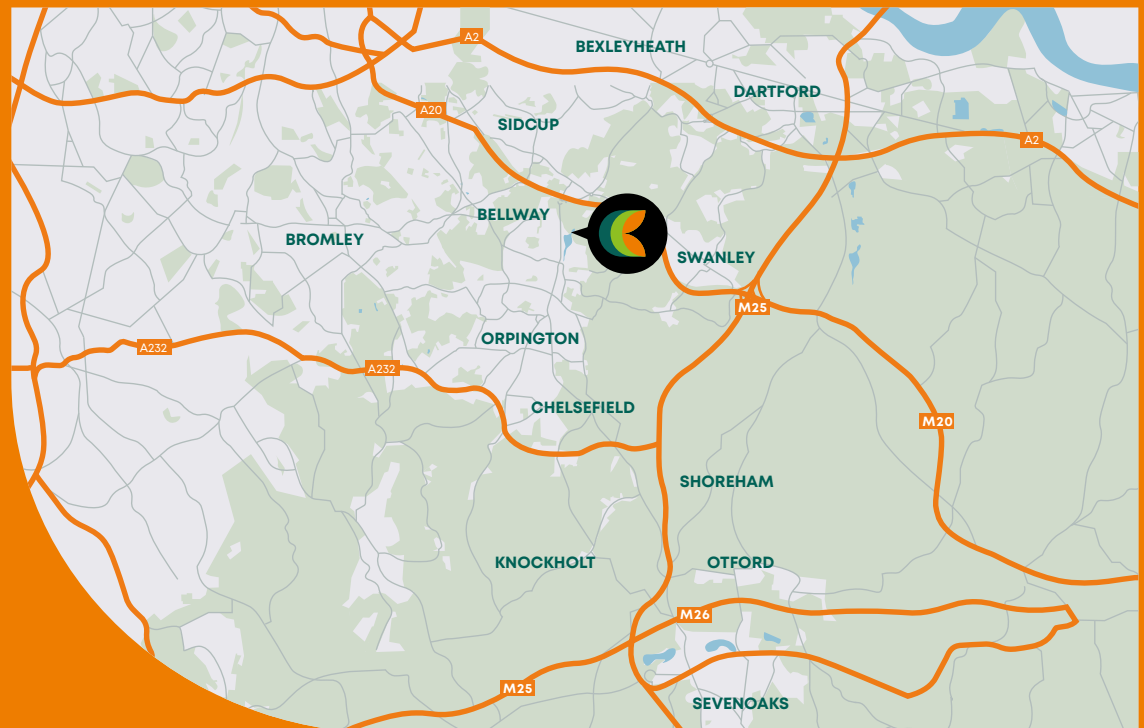 A2
BEXLEYHEATH
DARTFORD
A20
SIDCUP
A2
BELLWAY
BROMLEY
SWANLEY
M25
ORPINGTON
A232
A232
CHELSEFIELD
M20
SHOREHAM
KNOCKHOLT
OTFORD
M26
M25
SEVENOAKS